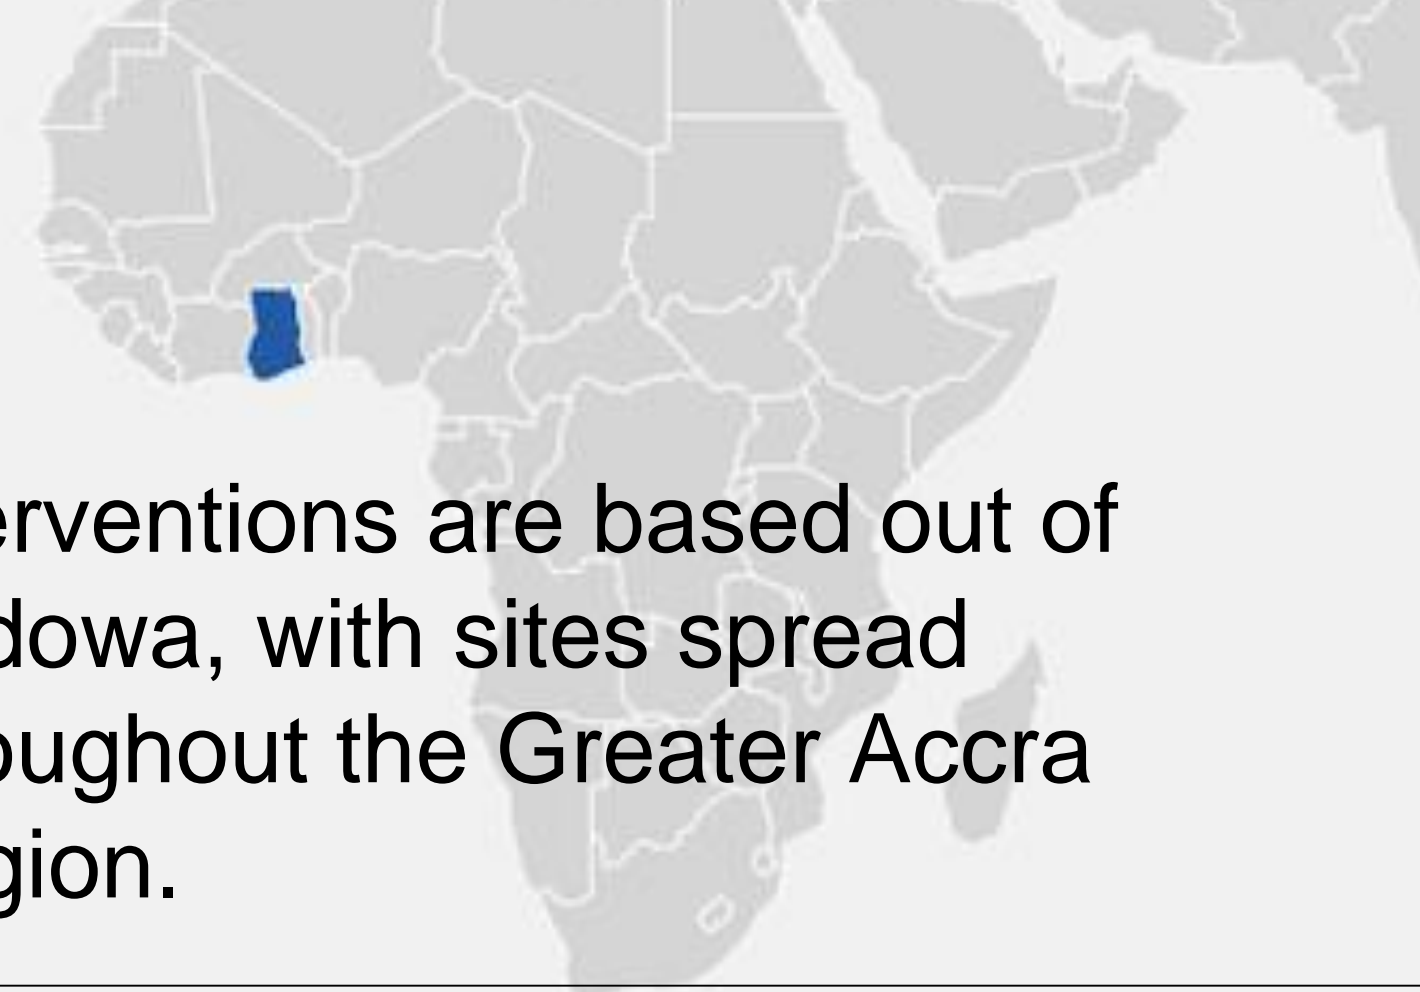 erventions are based out of
dowa, with sites spread
oughout the Greater Accra
gion.